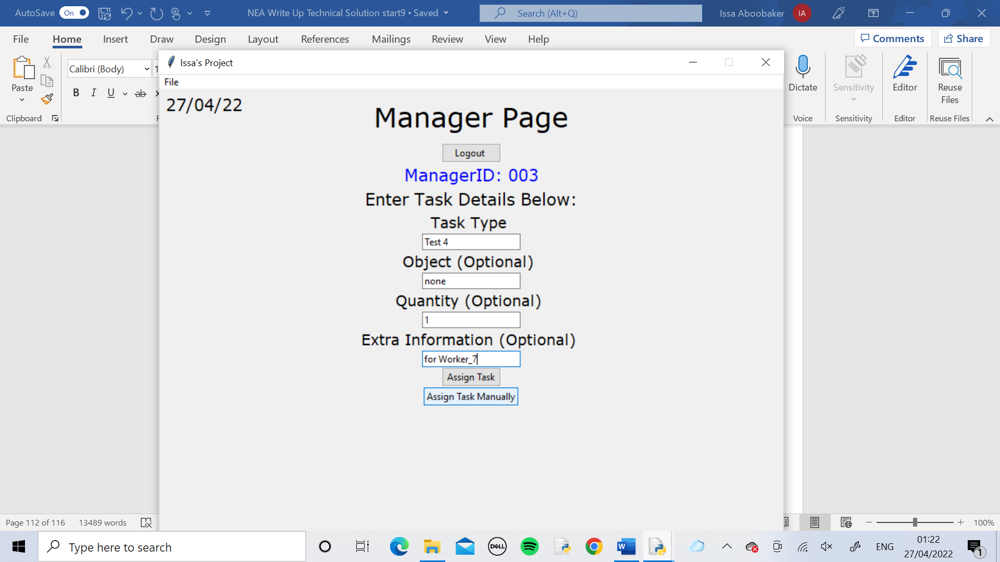 AutoSave On NEA Write Up Technical Solution start9 • Saved Search (Alt+Q) Issa Aboobaker IA
File Home Insert Draw Design Layout References Mailings Review View Help Comments Share
Calibri (Body) 1
Paste
B I U ab x
Clipboard F
Dictate Sensitivity Editor Reuse Files
Voice Sensitivity Editor Reuse Files
Issa's Project
File
27/04/22
Manager Page
Logout
ManagerID: 003
Enter Task Details Below:
Task Type
Test 4
Object (Optional)
none
Quantity (Optional)
1
Extra Information (Optional)
for Worker_7
Assign Task
Assign Task Manually
Page 112 of 116 13489 words 100%
Type here to search DELL W ENG 01:22
27/04/2022 1